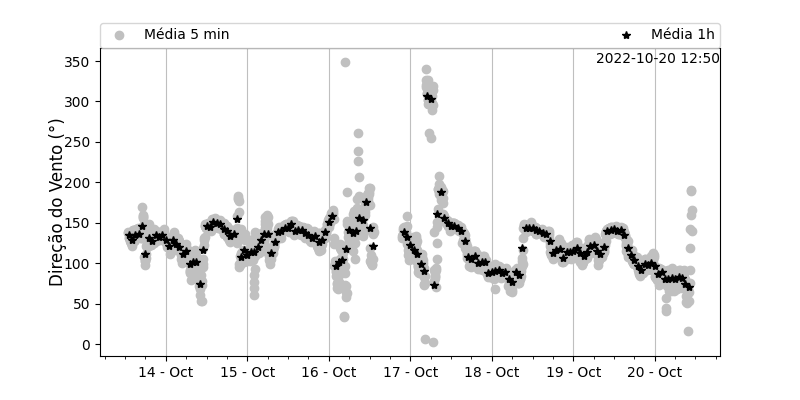 Média 5 min
Média 1h
2022-10-20 12:50
Direção do Vento (°)
350
300
250
200
150
100
50
0
14 - Oct
15 - Oct
16 - Oct
17 - Oct
18 - Oct
19 - Oct
20 - Oct